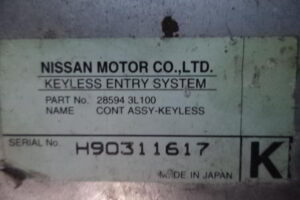 NISSAN MOTOR CO.,LTD.
KEYLESS ENTRY SYSTEM
PART No. 28594 3L100
NAME CONT ASSY-KEYLESS
SERIAL No. H90311617
K
MADE IN JAPAN